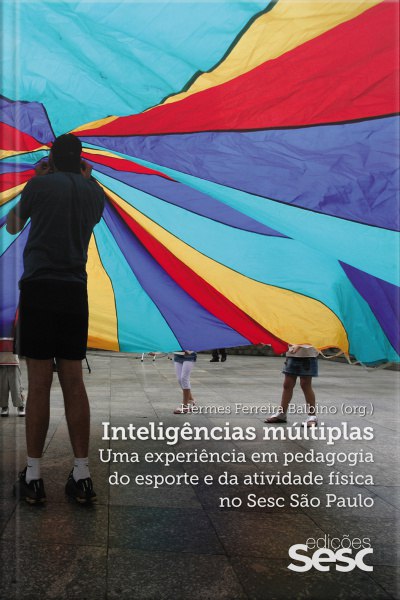 Hermes Ferreira Balbino (org.)
Inteligências múltiplas
Uma experiência em pedagogia
do esporte e da atividade física
no Sesc São Paulo
edições
Sesc